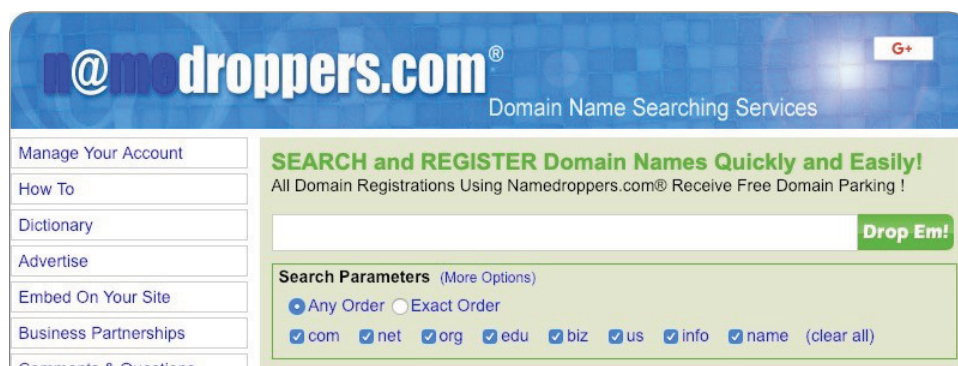 n@medroppers.com®
G+
Domain Name Searching Services
Manage Your Account
How To
Dictionary
Advertise
Embed On Your Site
Business Partnerships
Comments & Questions
SEARCH and REGISTER Domain Names Quickly and Easily!
All Domain Registrations Using Namedroppers.com® Receive Free Domain Parking !
Drop Em!
Search Parameters (More Options)
Any Order Exact Order
com net org edu biz us info name (clear all)